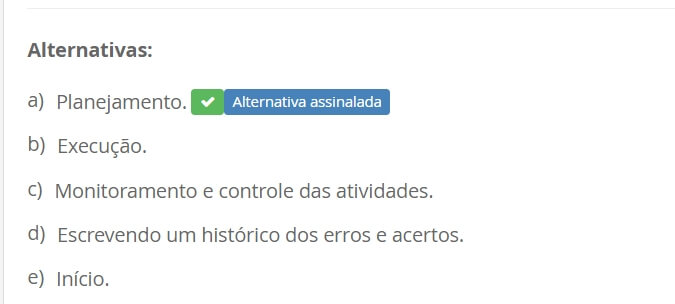 Alternativas:
a) Planejamento. Alternativa assinalada
b) Execução.
c) Monitoramento e controle das atividades.
d) Escrevendo um histórico dos erros e acertos.
e) Início.